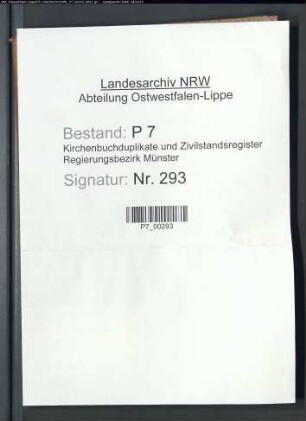 Landesarchiv NRW
Abteilung Ostwestfalen-Lippe
Bestand: P 7
Kirchenbuchduplikate und Zivilstandsregister
Regierungsbezirk Münster
Signatur: Nr. 293
P7_00293